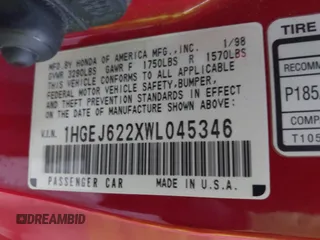 MFD. BY HONDA OF AMERICA MFG., INC. 1/98
GVWR 3280LBS GAWR F 1750LBS R 1570LBS
THIS VEHICLE CONFORMS TO ALL APPLICABLE
FEDERAL MOTOR VEHICLE SAFETY, BUMPER,
AND THEFT PREVENTION STANDARDS IN
EFFECT ON THE DATE OF MANUFACTURE
SHOWN ABOVE.
V.I.N. 1HGEJ622XWL045346
PASSENGER CAR MADE IN U.S.A.
TIRE
RECOMM
P185
COMP
T105
DREAMBID